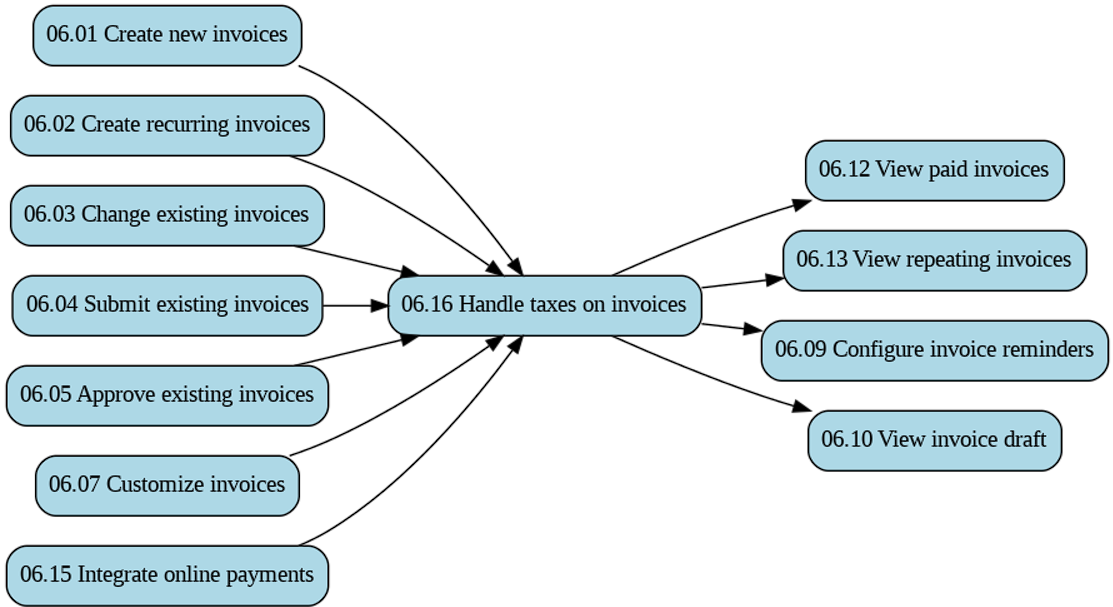 06.01 Create new invoices
06.02 Create recurring invoices
06.03 Change existing invoices
06.04 Submit existing invoices
06.05 Approve existing invoices
06.07 Customize invoices
06.15 Integrate online payments
06.16 Handle taxes on invoices
06.12 View paid invoices
06.13 View repeating invoices
06.09 Configure invoice reminders
06.10 View invoice draft